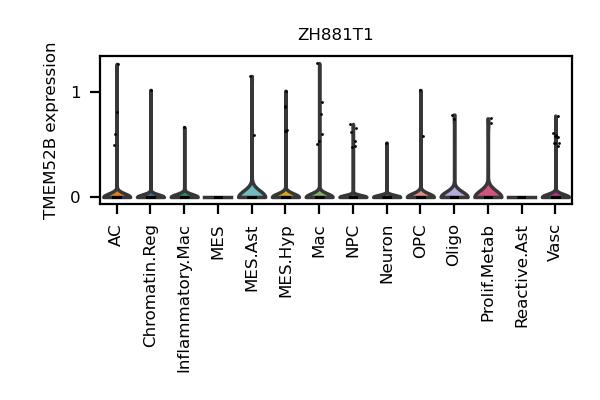 ZH881T1
TMEM52B expression
1
0
AC
Chromatin.Reg
Inflammatory.Mac
MES
MES.Ast
MES.Hyp
Mac
NPC
Neuron
OPC
Oligo
Prolif.Metab
Reactive.Ast
Vasc